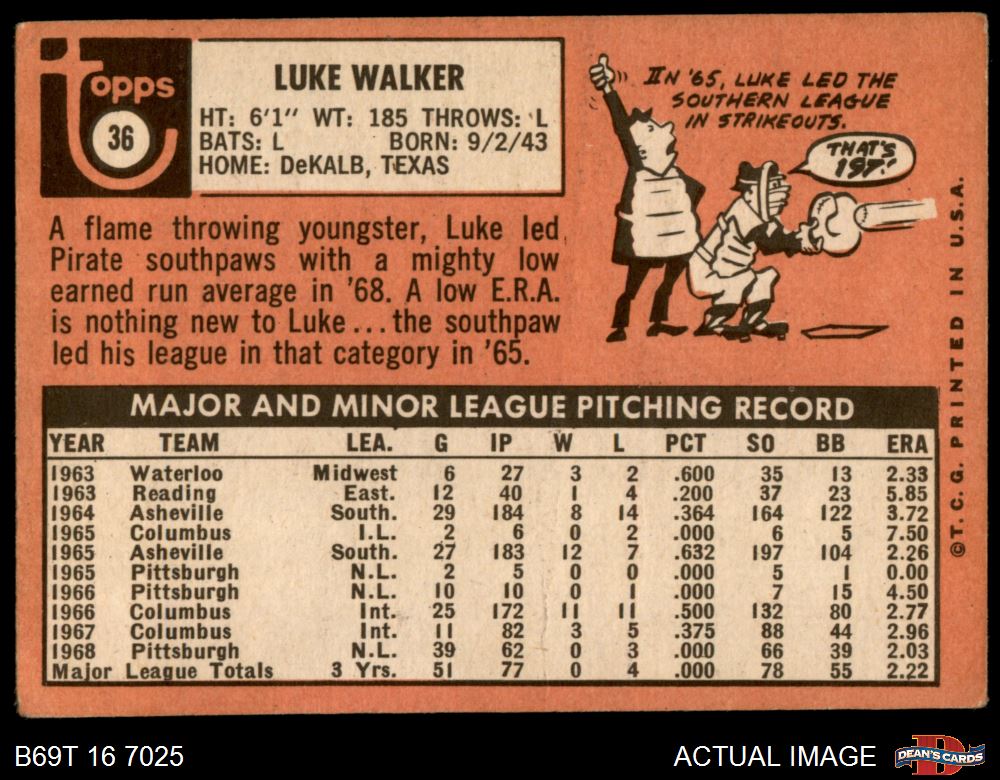 Topps
36
LUKE WALKER
HT: 6'1" WT: 185 THROWS: L
BATS: L BORN: 9/2/43
HOME: DeKALB, TEXAS
A flame throwing youngster, Luke led
Pirate southpaws with a mighty low
earned run average in '68. A low E.R.A.
is nothing new to Luke...the southpaw
led his league in that category in '65.
IN '65, LUKE LED THE
SOUTHERN LEAGUE
IN STRIKEOUTS.
THAT'S
197!
MAJOR AND MINOR LEAGUE PITCHING RECORD
YEAR TEAM LEA. G IP W L PCT SO BB ERA
1963 Waterloo Midwest 6 27 3 2 .600 35 13 2.33
1963 Reading East. 12 40 1 4 .200 37 23 5.85
1964 Asheville South. 29 184 8 14 .364 164 122 3.72
1965 Columbus I.L. 2 6 0 2 .000 6 5 7.50
1965 Asheville South. 27 183 12 7 .632 197 104 2.26
1965 Pittsburgh N.L. 2 5 0 0 .000 5 1 0.00
1966 Pittsburgh N.L. 10 10 0 1 .000 7 15 4.50
1966 Columbus Int. 25 172 11 11 .500 132 80 2.77
1967 Columbus Int. 11 82 3 5 .375 88 44 2.96
1968 Pittsburgh N.L. 39 62 0 3 .000 66 39 2.03
Major League Totals 3 Yrs. 51 77 0 4 .000 78 55 2.22
©T.C.G. PRINTED IN U.S.A.
B69T 16 7025
ACTUAL IMAGE
D
DEAN'S CARDS